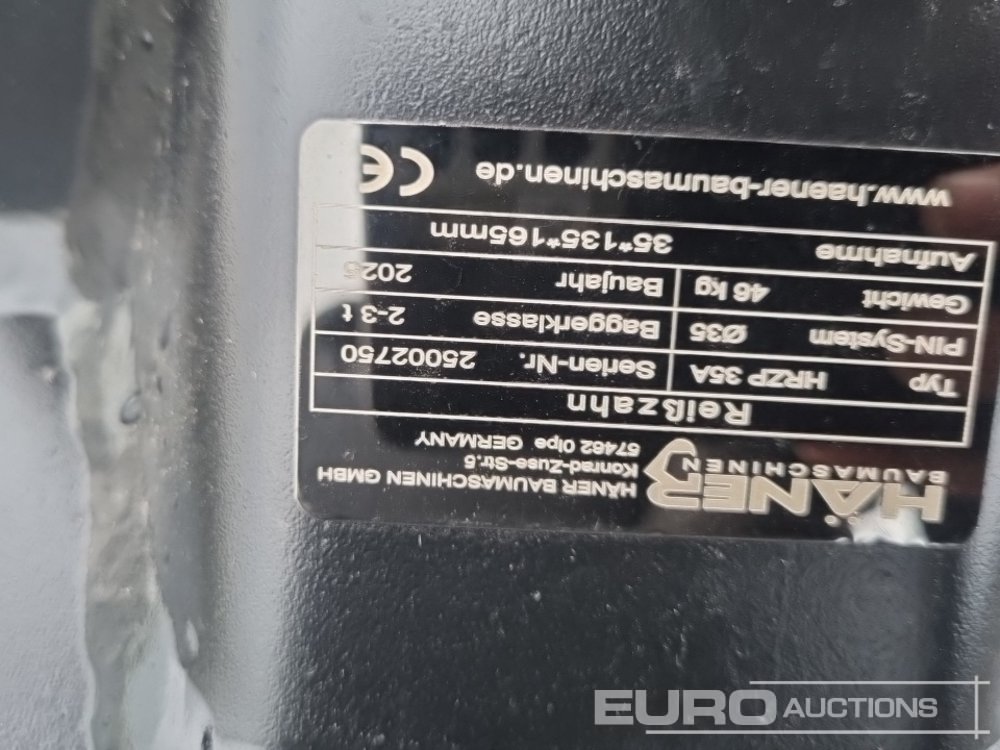 HÄNER
BAUMASCHINEN
HÄNER BAUMASCHINEN GMBH
Konrad-Zuse-Str.5
57462 Olpe GERMANY
Reißzahn
Typ HRZP 35A Serien-Nr. 25002750
PIN-System Ø35 Baggerklasse 2-3 t
Gewicht 46 kg Baujahr 2025
Aufnahme 35*135*165mm
www.haener-baumaschinen.de CE
EURO AUCTIONS